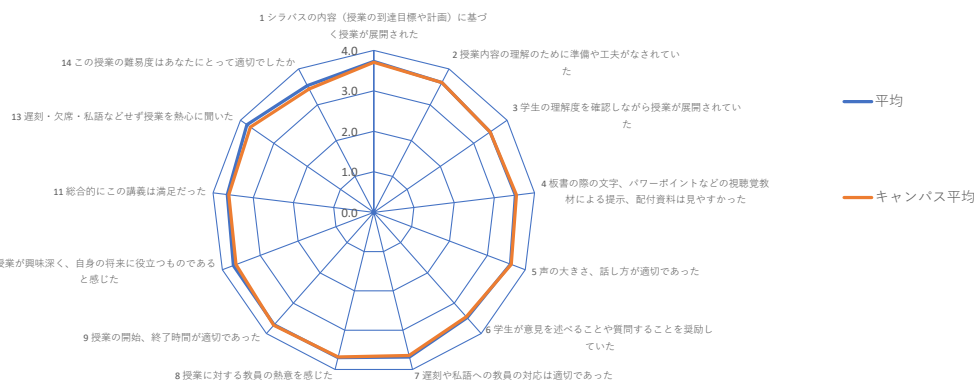 1 シラバスの内容（授業の到達目標や計画）に基づ
く授業が展開された
2 授業内容の理解のために準備や工夫がなされてい
た
3 学生の理解度を確認しながら授業が展開されてい
た
4 板書の際の文字、パワーポイントなどの視聴覚教
材による提示、配付資料は見やすかった
5 声の大きさ、話し方が適切であった
6 学生が意見を述べることや質問することを奨励し
ていた
7 遅刻や私語への教員の対応は適切であった
8 授業に対する教員の熱意を感じた
9 授業の開始、終了時間が適切であった
授業が興味深く、自身の将来に役立つものである
と感じた
11 総合的にこの講義は満足だった
13 遅刻・欠席・私語などせず授業を熱心に聞いた
14 この授業の難易度はあなたにとって適切でしたか
4.0
3.0
2.0
1.0
0.0
平均
キャンパス平均